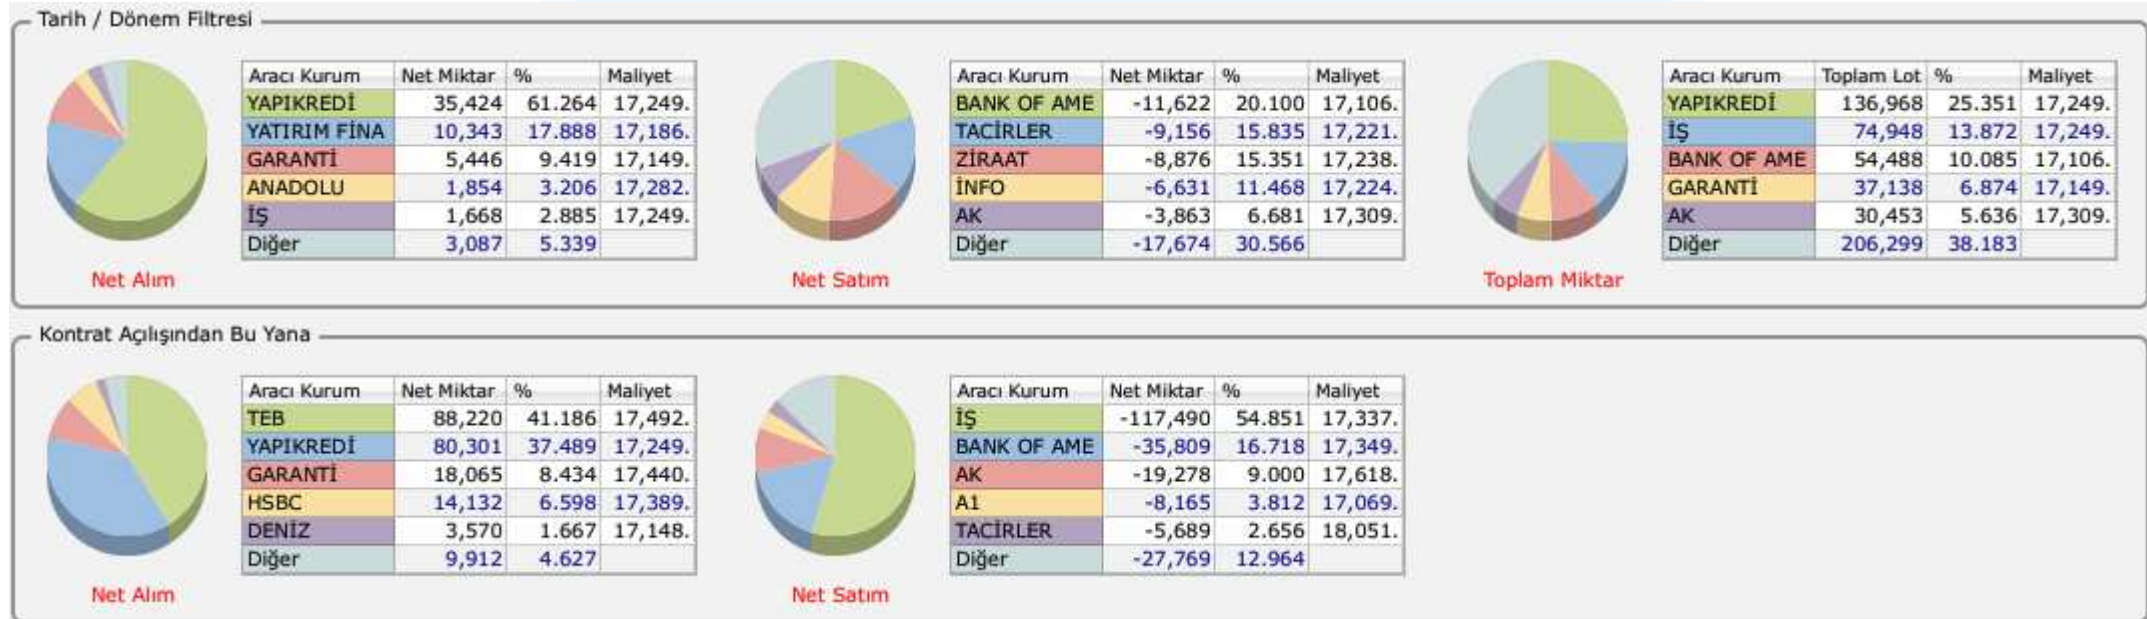 Tarih / Dönem Filtresi
Aracı Kurum Net Miktar % Maliyet
YAPIKREDİ 35,424 61.264 17,249.
YATIRIM FİNA 10,343 17.888 17,186.
GARANTİ 5,446 9.419 17,149.
ANADOLU 1,854 3.206 17,282.
İŞ 1,668 2.885 17,249.
Diğer 3,087 5.339
Net Alım
Aracı Kurum Net Miktar % Maliyet
BANK OF AME -11,622 20.100 17,106.
TACİRLER -9,156 15.835 17,221.
ZİRAAT -8,876 15.351 17,238.
İNFO -6,631 11.468 17,224.
AK -3,863 6.681 17,309.
Diğer -17,674 30.566
Net Satım
Aracı Kurum Toplam Lot % Maliyet
YAPIKREDİ 136,968 25.351 17,249.
İŞ 74,948 13.872 17,249.
BANK OF AME 54,488 10.085 17,106.
GARANTİ 37,138 6.874 17,149.
AK 30,453 5.636 17,309.
Diğer 206,299 38.183
Toplam Miktar
Kontrat Açılışından Bu Yana
Aracı Kurum Net Miktar % Maliyet
TEB 88,220 41.186 17,492.
YAPIKREDİ 80,301 37.489 17,249.
GARANTİ 18,065 8.434 17,440.
HSBC 14,132 6.598 17,389.
DENİZ 3,570 1.667 17,148.
Diğer 9,912 4.627
Net Alım
Aracı Kurum Net Miktar % Maliyet
İŞ -117,490 54.851 17,337.
BANK OF AME -35,809 16.718 17,349.
AK -19,278 9.000 17,618.
A1 -8,165 3.812 17,069.
TACİRLER -5,689 2.656 18,051.
Diğer -27,769 12.964
Net Satım